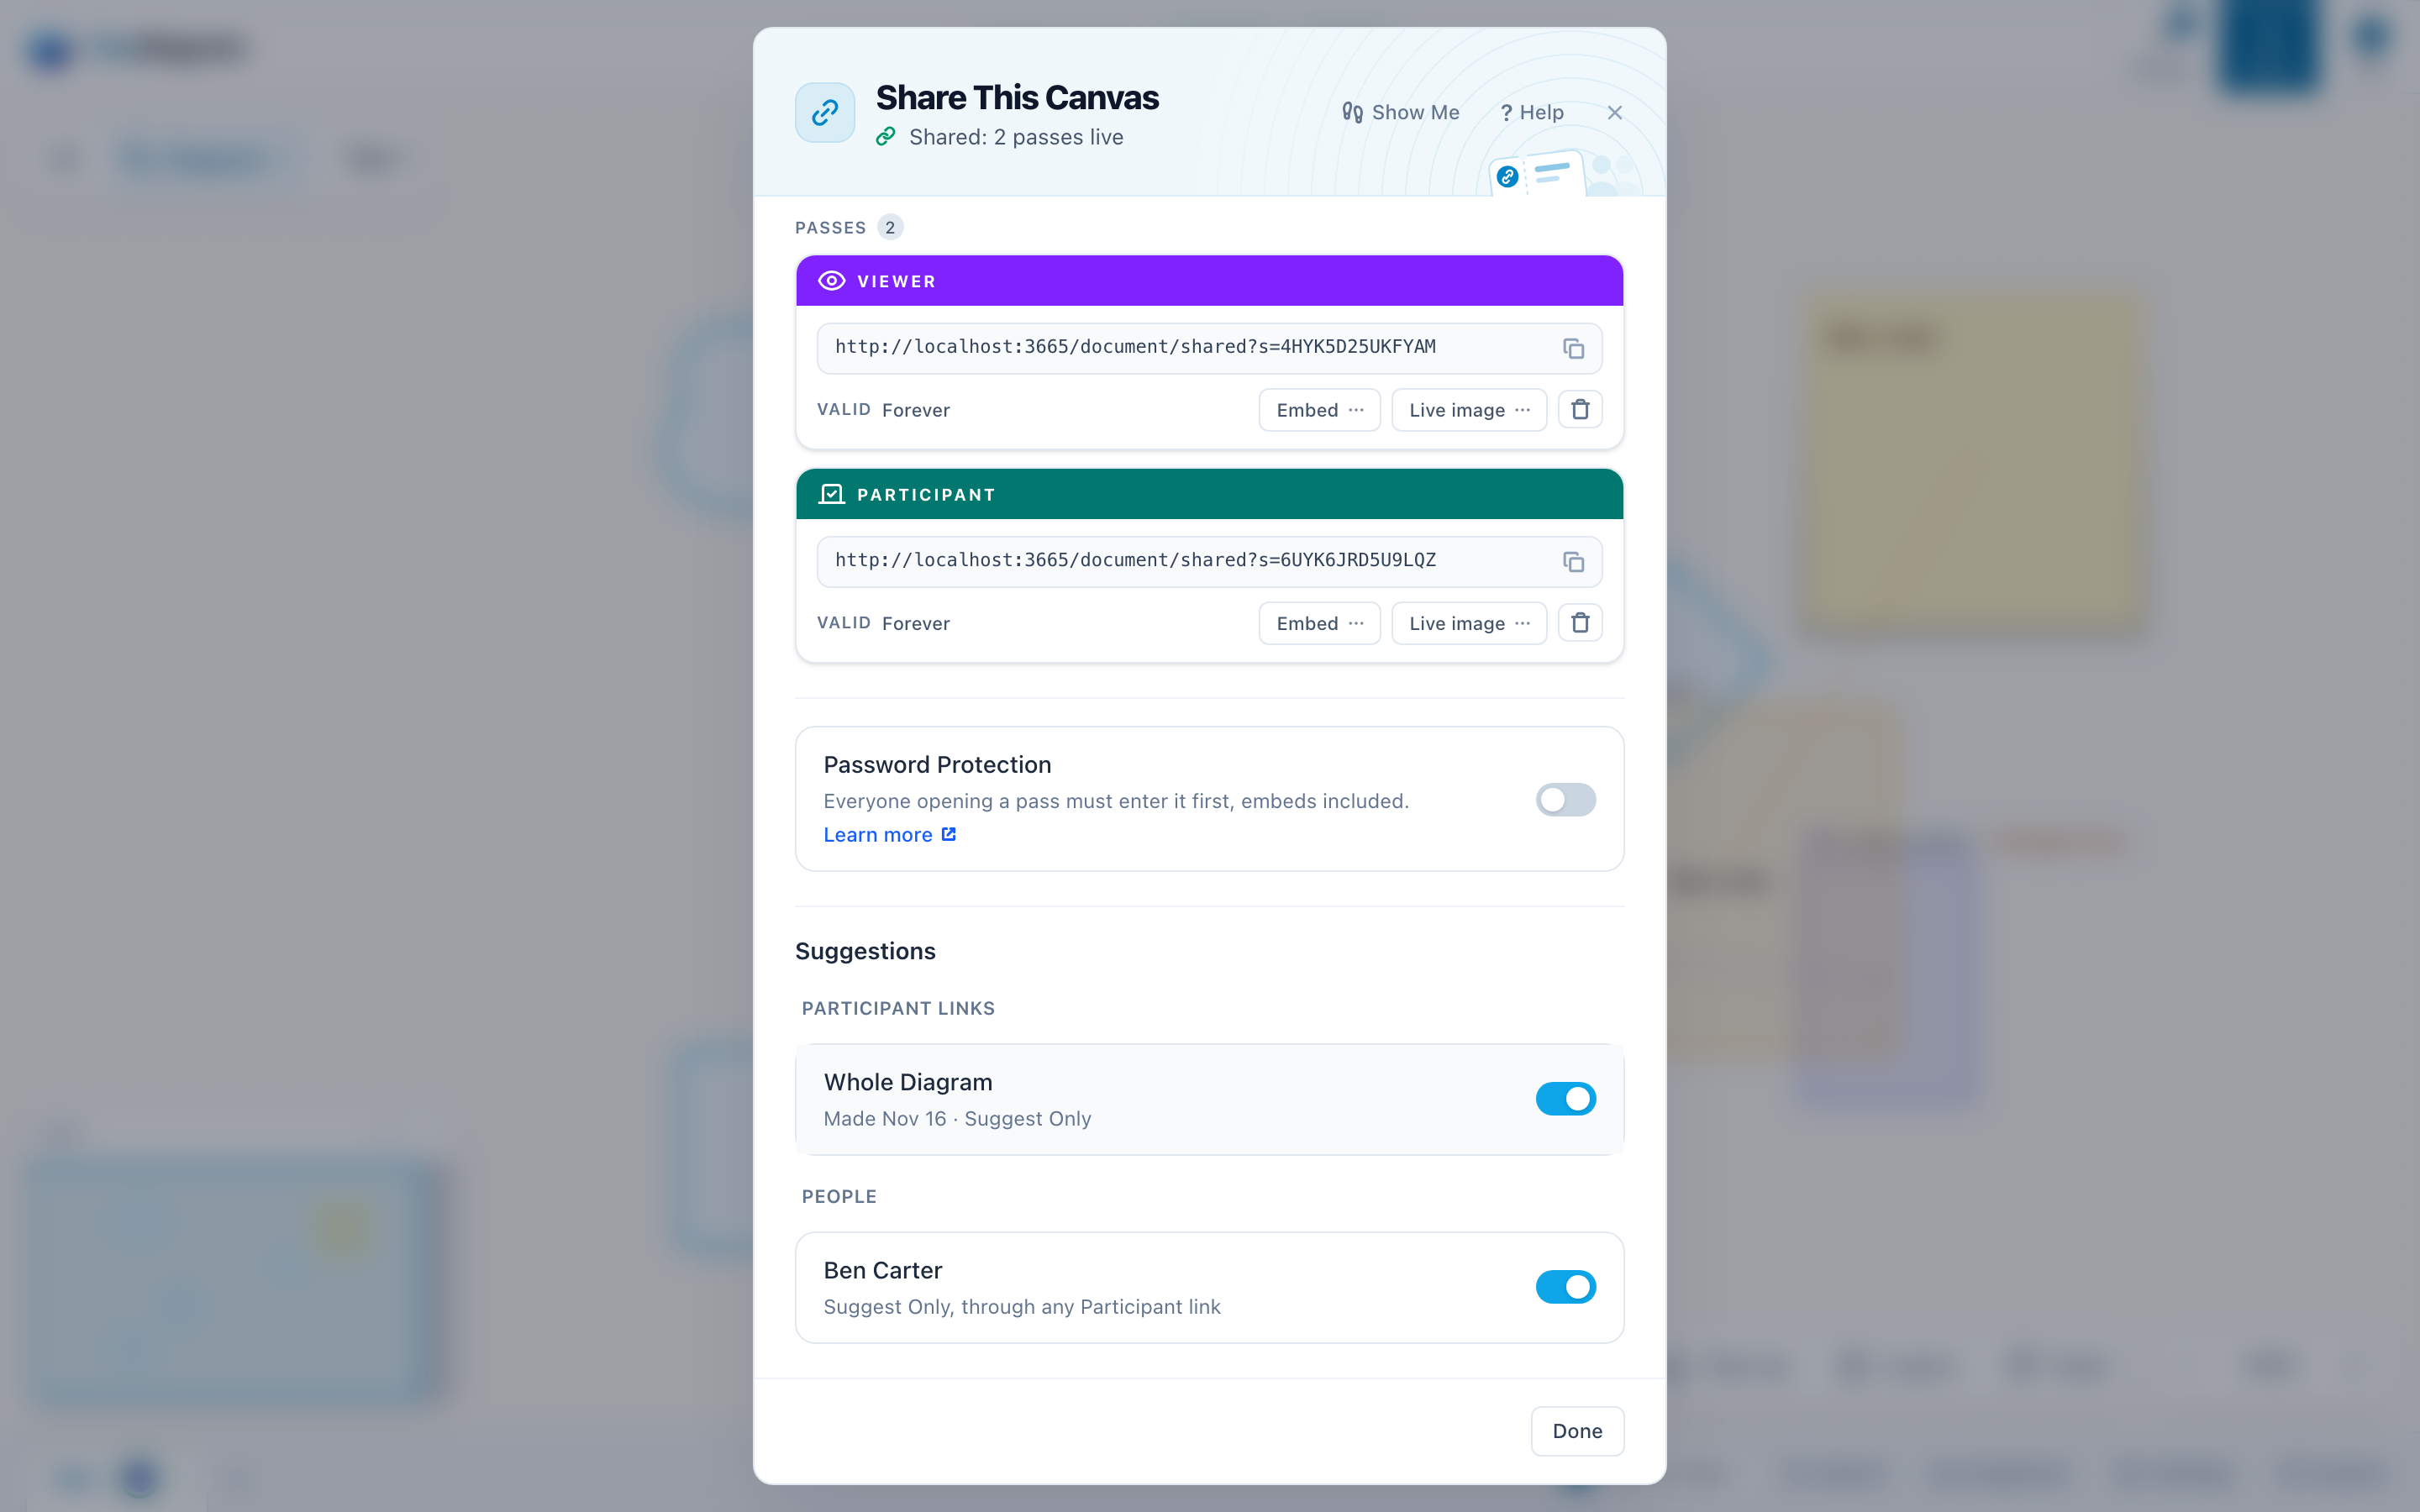 Share This Canvas
Shared: 2 passes live
Show Me
? Help
PASSES 2
VIEWER
http://localhost:3665/document/shared?s=4HYK5D25UKFYAM
VALID Forever
Embed ···
Live image ···
PARTICIPANT
http://localhost:3665/document/shared?s=6UYK6JRD5U9LQZ
VALID Forever
Embed ···
Live image ···
Password Protection
Everyone opening a pass must enter it first, embeds included.
Learn more
Suggestions
PARTICIPANT LINKS
Whole Diagram
Made Nov 16 · Suggest Only
PEOPLE
Ben Carter
Suggest Only, through any Participant link
Done